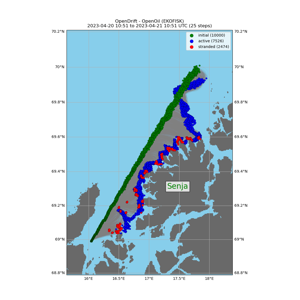 OpenDrift - OpenOil (EKOFISK)
2023-04-20 10:51 to 2023-04-21 10:51 UTC (25 steps)
initial (10000)
active (7526)
stranded (2474)
70.2°N 70.2°N
70°N 70°N
69.8°N 69.8°N
69.6°N 69.6°N
69.4°N 69.4°N
Senja
69.2°N 69.2°N
69°N 69°N
68.8°N 68.8°N
16°E 16.5°E 17°E 17.5°E 18°E